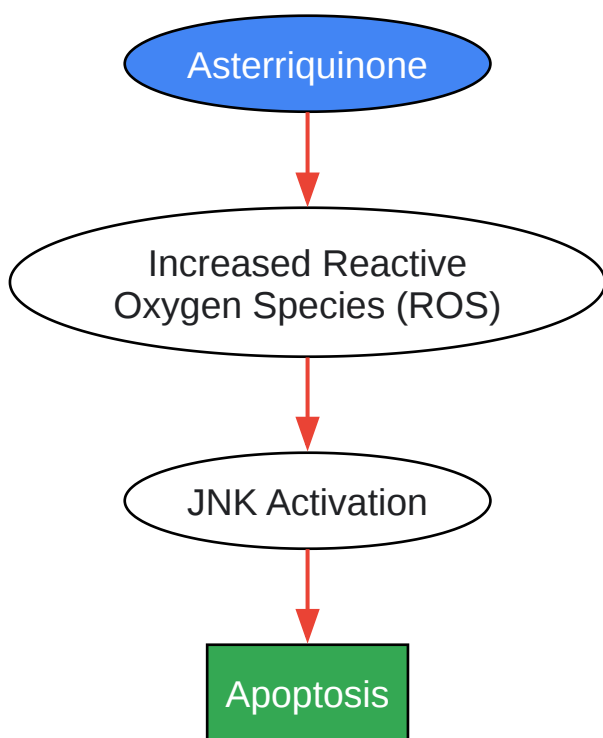 Asterriquinone
Increased Reactive
Oxygen Species (ROS)
JNK Activation
Apoptosis